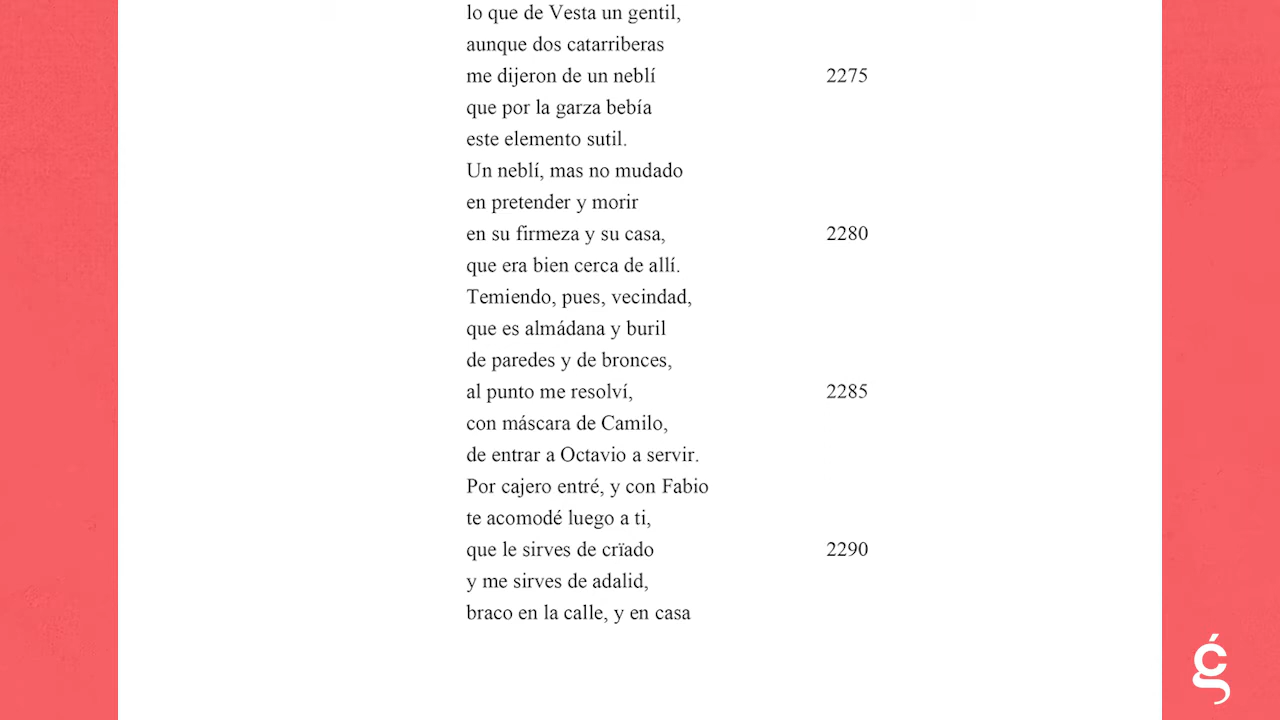 lo que de Vesta un gentil,
aunque dos catarriberas
me dijeron de un neblí 2275
que por la garza bebía
este elemento sutil.
Un neblí, mas no mudado
en pretender y morir
en su firmeza y su casa, 2280
que era bien cerca de allí.
Temiendo, pues, vecindad,
que es almádana y buril
de paredes y de bronces,
al punto me resolví, 2285
con máscara de Camilo,
de entrar a Octavio a servir.
Por cajero entré, y con Fabio
te acomodé luego a ti,
que le sirves de crïado 2290
y me sirves de adalid,
braco en la calle, y en casa